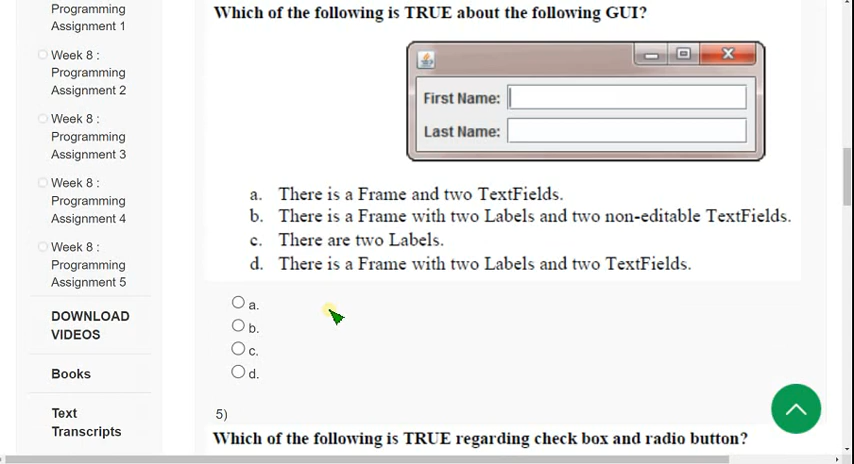 Programming
Assignment 1
Week 8 :
Programming
Assignment 2
Week 8 :
Programming
Assignment 3
Week 8 :
Programming
Assignment 4
Week 8 :
Programming
Assignment 5
DOWNLOAD
VIDEOS
Books
Text
Transcripts
Which of the following is TRUE about the following GUI?
First Name:
Last Name:
a. There is a Frame and two TextFields.
b. There is a Frame with two Labels and two non-editable TextFields.
c. There are two Labels.
d. There is a Frame with two Labels and two TextFields.
a.
b.
c.
d.
5)
Which of the following is TRUE regarding check box and radio button?